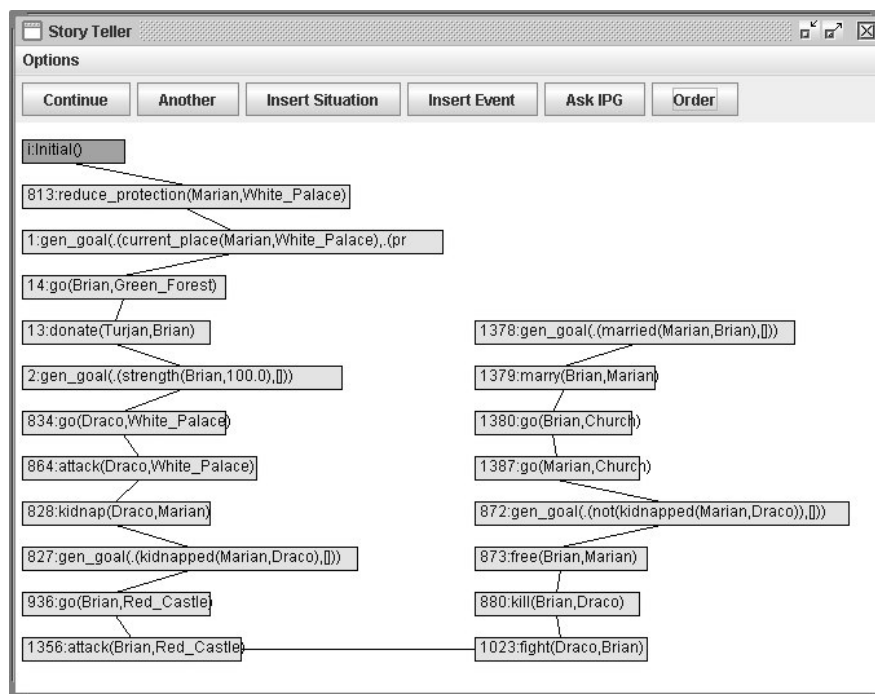 Story Teller
Options
Continue Another Insert Situation Insert Event Ask IPG Order
i:Initial()
813:reduce_protection(Marian,White_Palace)
1:gen_goal(.(current_place(Marian,White_Palace),.(pr
14:go(Brian,Green_Forest)
13:donate(Turjan,Brian)
2:gen_goal(.(strength(Brian,100.0),[]))
834:go(Draco,White_Palace)
864:attack(Draco,White_Palace)
828:kidnap(Draco,Marian)
827:gen_goal(.(kidnapped(Marian,Draco),[]))
936:go(Brian,Red_Castle)
1356:attack(Brian,Red_Castle)
1378:gen_goal(.(married(Marian,Brian),[]))
1379:marry(Brian,Marian)
1380:go(Brian,Church)
1387:go(Marian,Church)
872:gen_goal(.(not(kidnapped(Marian,Draco)),[]))
873:free(Brian,Marian)
880:kill(Brian,Draco)
1023:fight(Draco,Brian)